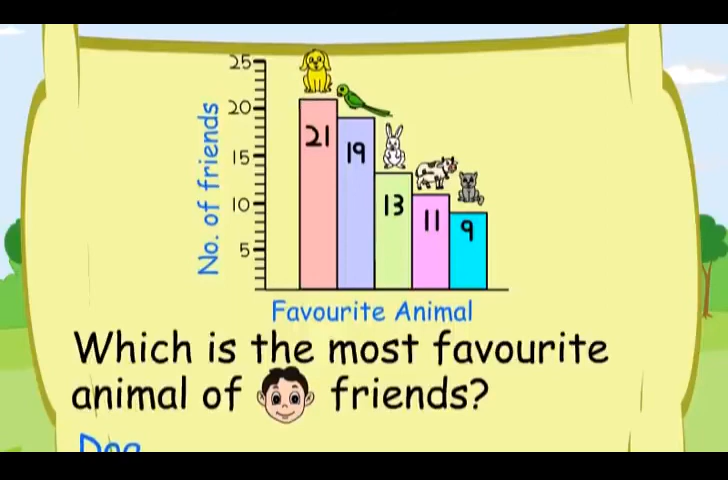 25
20
15
10
5
No. of friends
21
19
13
11
9
Favourite Animal
Which is the most favourite
animal of friends?
Dog